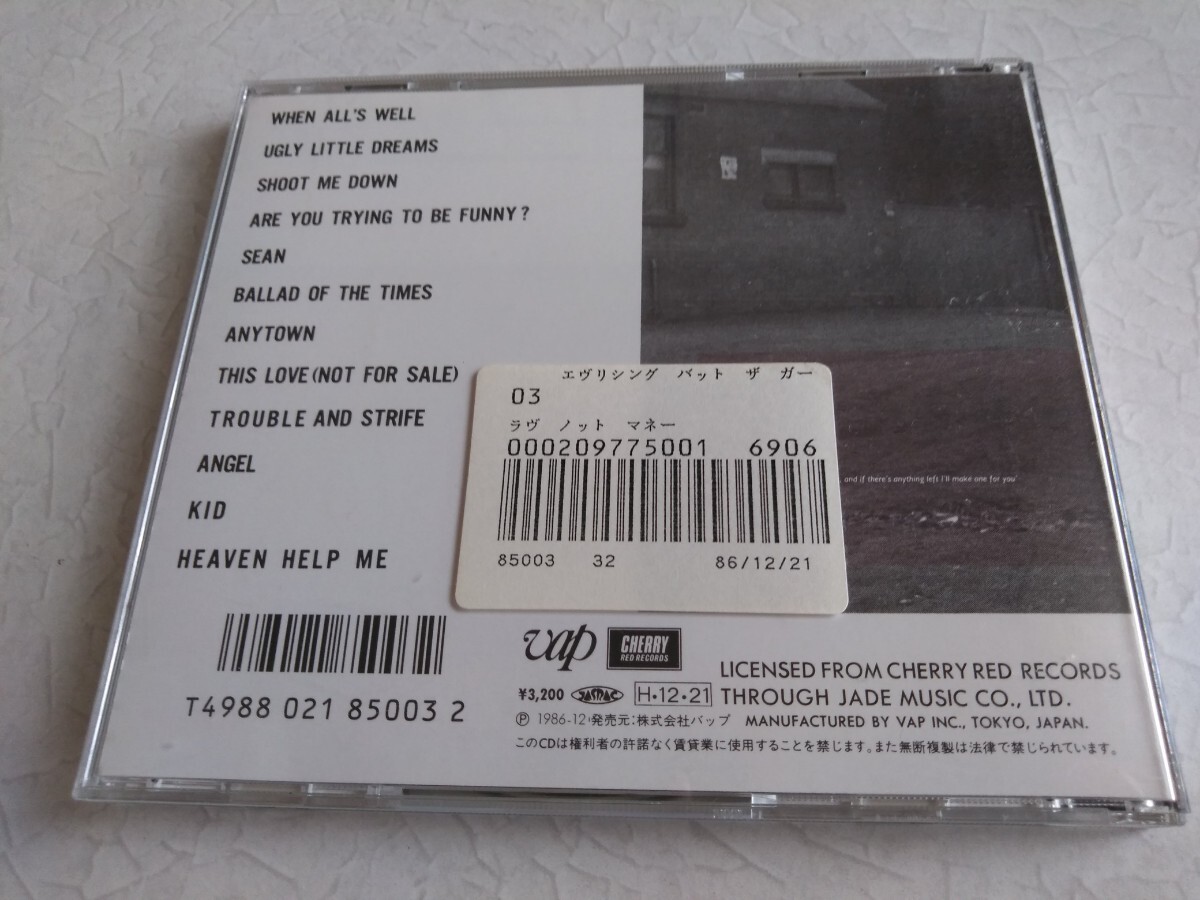 WHEN ALL'S WELL
UGLY LITTLE DREAMS
SHOOT ME DOWN
ARE YOU TRYING TO BE FUNNY?
SEAN
BALLAD OF THE TIMES
ANYTOWN
THIS LOVE (NOT FOR SALE)
TROUBLE AND STRIFE
ANGEL
KID
HEAVEN HELP ME
エヴリシング バット ザ ガー
03
ラヴ ノット マネー
000209775001 6906
85003 32 86/12/21
, and if there's anything left I'll make one for you'
T4988 021 85003 2
vap
CHERRY
RED RECORDS
LICENSED FROM CHERRY RED RECORDS
¥3,200 JASRAC H・12・21 THROUGH JADE MUSIC CO., LTD.
Ⓟ 1986-12・発売元:株式会社バップ MANUFACTURED BY VAP INC., TOKYO, JAPAN.
このCDは権利者の許諾なく賃貸業に使用することを禁じます。また無断複製は法律で禁じられています。